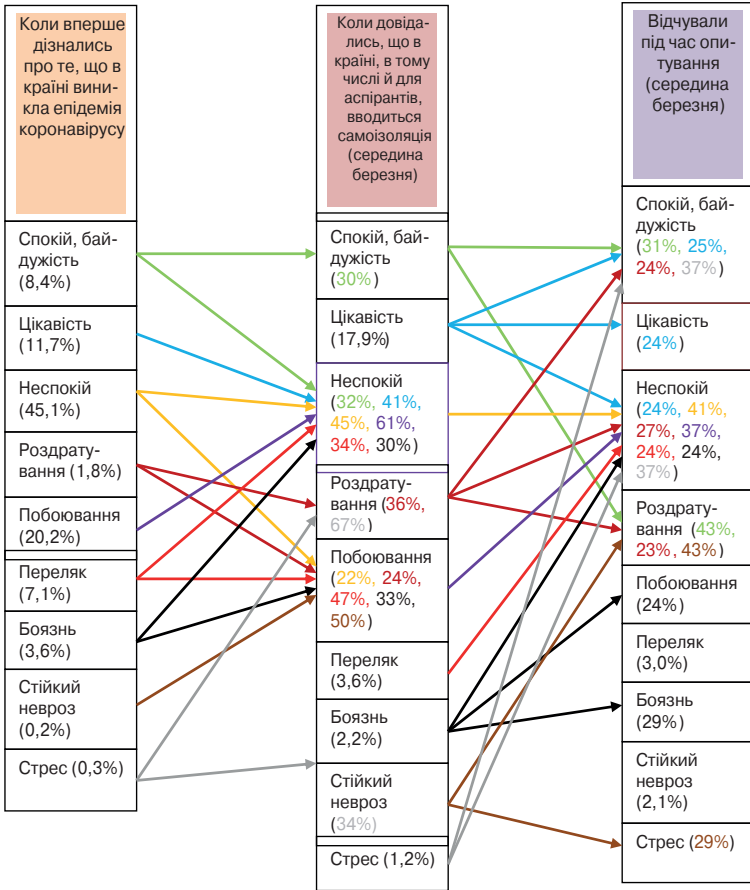 Коли вперше
дізнались
про те, що в
країні вини-
кла епідемія
коронавірусу
Спокій, бай-
дужість
(8,4%)
Цікавість
(11,7%)
Неспокій
(45,1%)
Роздрату-
вання (1,8%)
Побоювання
(20,2%)
Переляк
(7,1%)
Боязнь
(3,6%)
Стійкий
невроз
(0,2%)
Стрес (0,3%)
Коли довіда-
лись, що в
країні, в тому
числі й для
аспірантів,
вводиться
самоізоляція
(середина
березня)
Спокій, бай-
дужість
(30%)
Цікавість
(17,9%)
Неспокій
(32%, 41%,
45%, 61%,
34%, 30%)
Роздрату-
вання (36%,
67%)
Побоювання
(22%, 24%,
47%, 33%,
50%)
Переляк
(3,6%)
Боязнь
(2,2%)
Стійкий
невроз
(34%)
Стрес (1,2%)
Відчували
під час опи-
тування
(середина
березня)
Спокій, бай-
дужість
(31%, 25%,
24%, 37%)
Цікавість
(24%)
Неспокій
(24%, 41%,
27%, 37%,
24%, 24%,
37%)
Роздрату-
вання (43%,
23%, 43%)
Побоювання
(24%)
Переляк
(3,0%)
Боязнь
(29%)
Стійкий
невроз
(2,1%)
Стрес (29%)